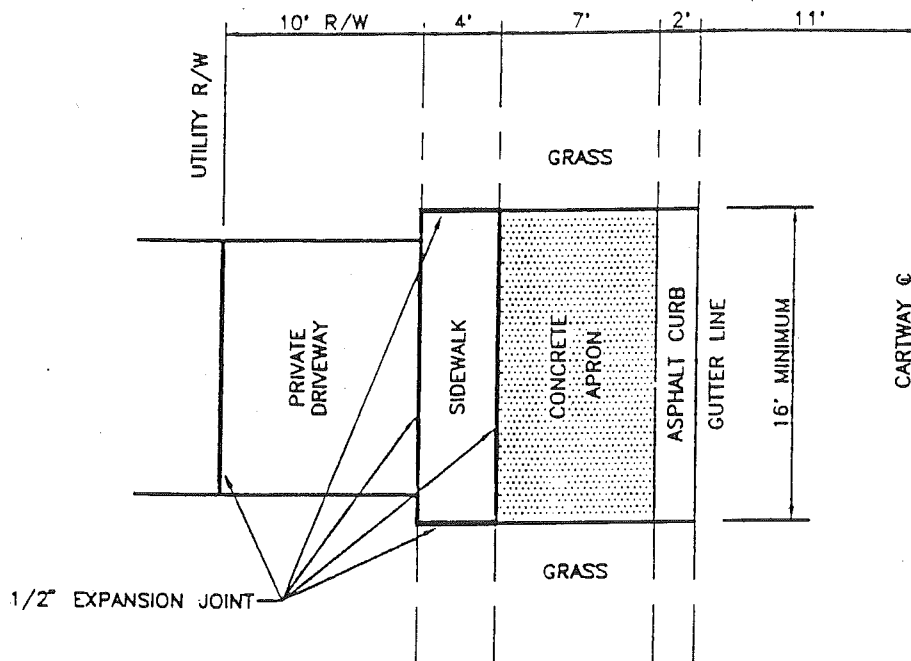 10' R/W
4'
7'
2'
11'
UTILITY R/W
GRASS
PRIVATE
DRIVEWAY
SIDEWALK
CONCRETE
APRON
ASPHALT CURB
GUTTER LINE
16' MINIMUM
CARTWAY ℄
GRASS
1/2" EXPANSION JOINT